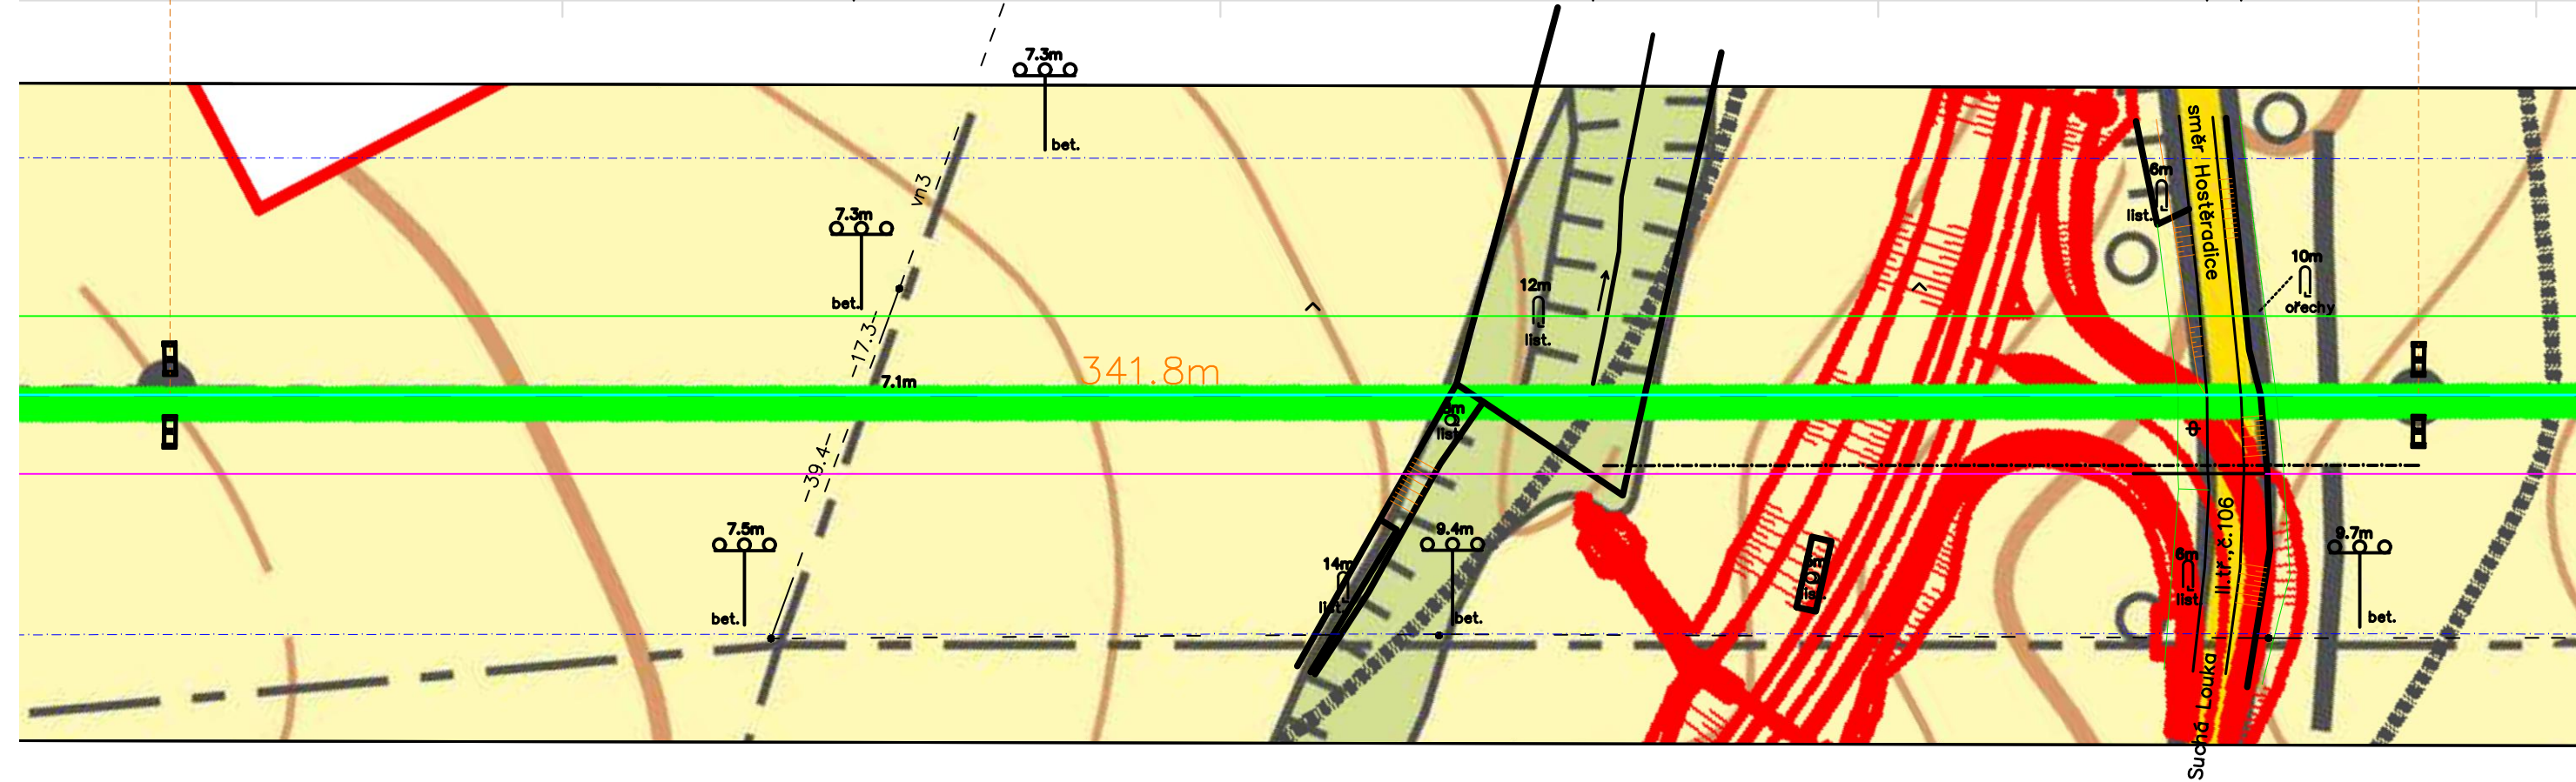 7.3m
bet.
vn3
7.3m
bet.
17.3
7.1m
39.4
7.5m
bet.
341.8m
12m
list.
list.
14m
list.
9.4m
bet.
směr Hostěradice
6m
list.
10m
ořechy
II.tř.,č.106
6m
list.
9.7m
bet.
Suchá Louka